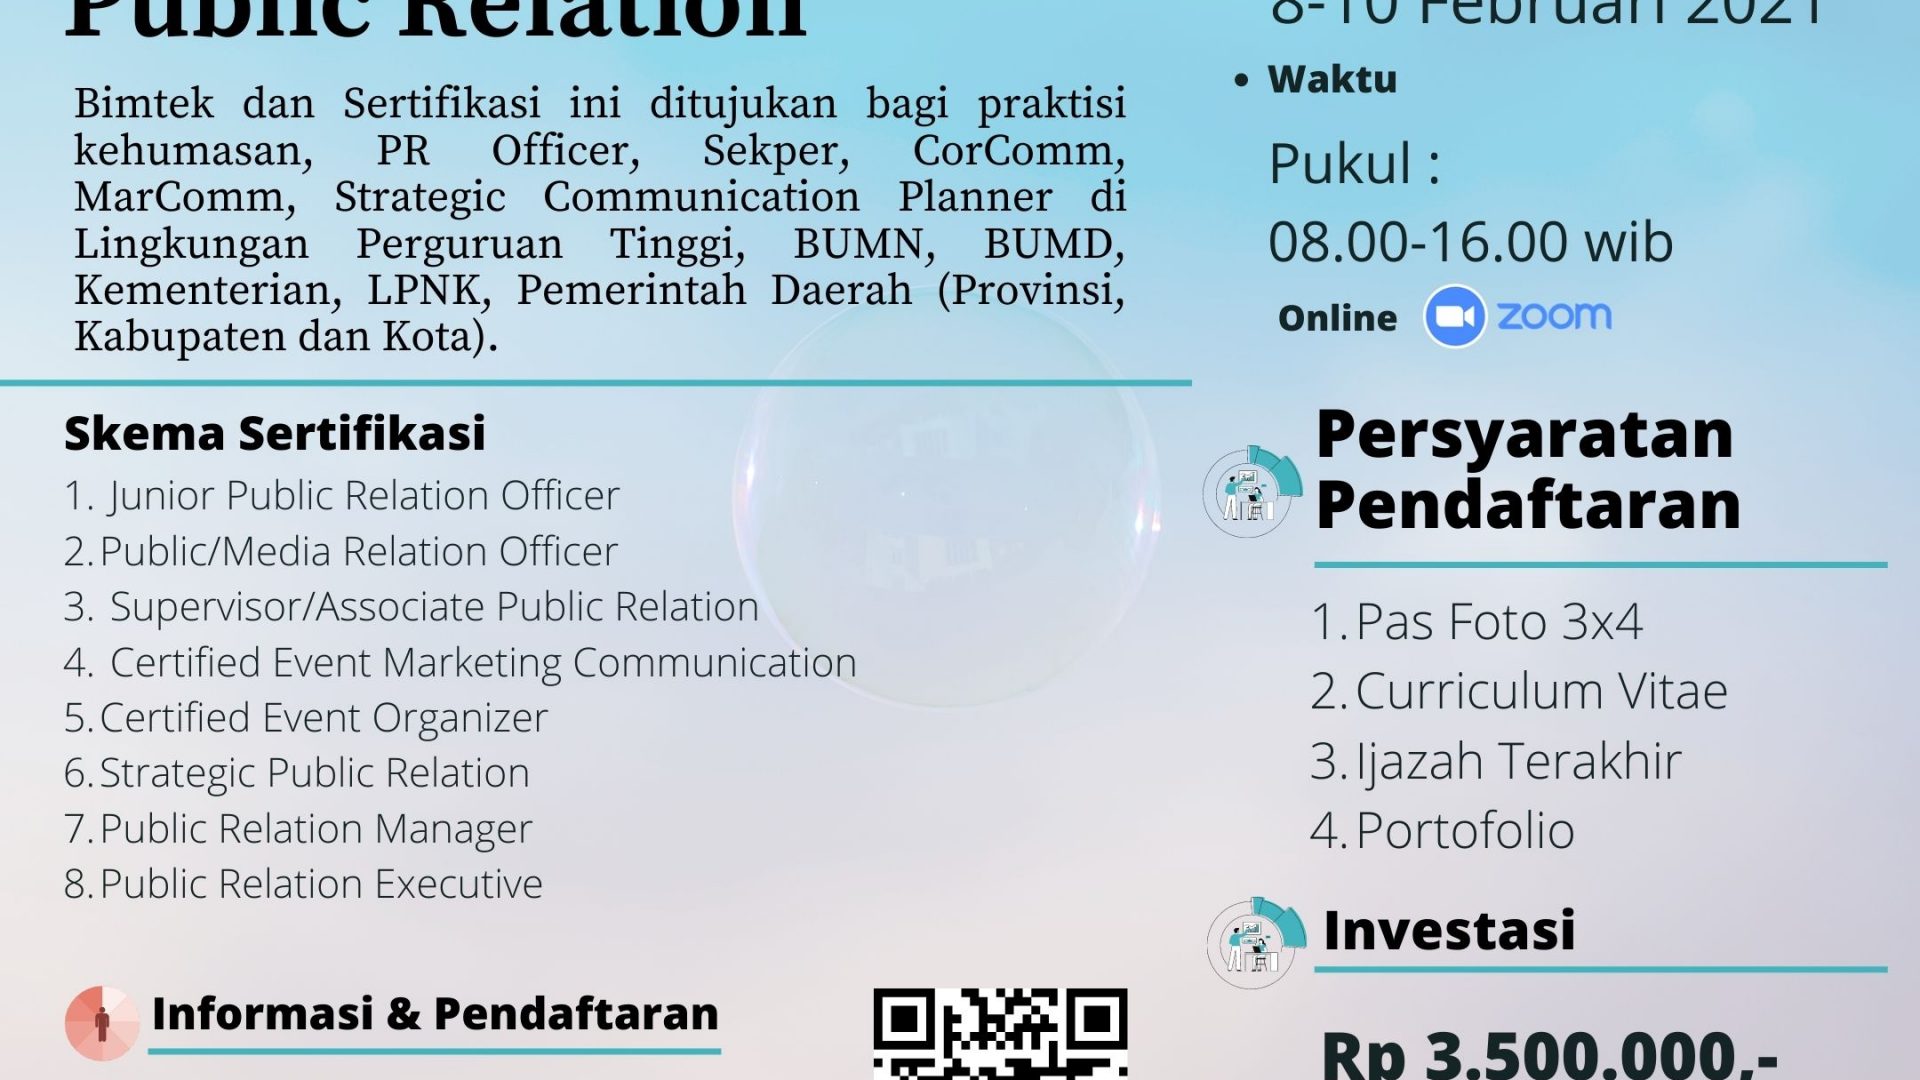 Public Relation
Bimtek dan Sertifikasi ini ditujukan bagi praktisi
kehumasan, PR Officer, Sekper, CorComm,
MarComm, Strategic Communication Planner di
Lingkungan Perguruan Tinggi, BUMN, BUMD,
Kementerian, LPNK, Pemerintah Daerah (Provinsi,
Kabupaten dan Kota).
Skema Sertifikasi
1. Junior Public Relation Officer
2. Public/Media Relation Officer
3. Supervisor/Associate Public Relation
4. Certified Event Marketing Communication
5. Certified Event Organizer
6. Strategic Public Relation
7. Public Relation Manager
8. Public Relation Executive
Informasi & Pendaftaran
8-10 Februari 2021
• Waktu
Pukul :
08.00-16.00 wib
Online zoom
Persyaratan
Pendaftaran
1. Pas Foto 3x4
2. Curriculum Vitae
3. Ijazah Terakhir
4. Portofolio
Investasi
Rp 3.500.000,-